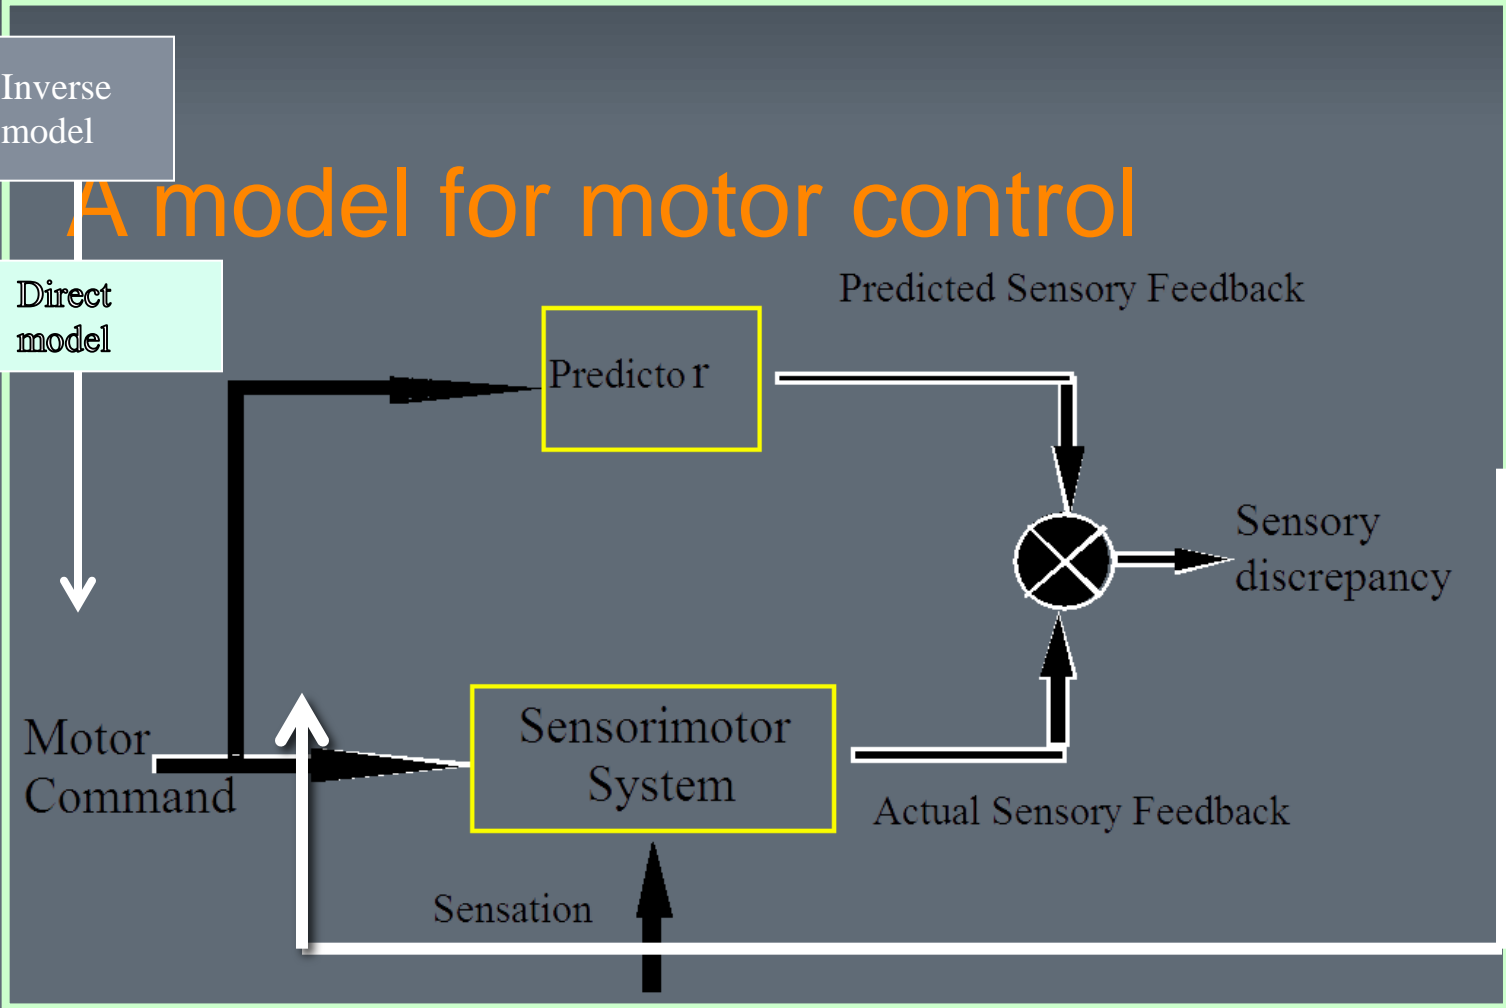 Inverse
model
A model for motor control
Direct
model
Predicted Sensory Feedback
Predictor
Sensory
discrepancy
Motor
Command
Sensorimotor
System
Actual Sensory Feedback
Sensation